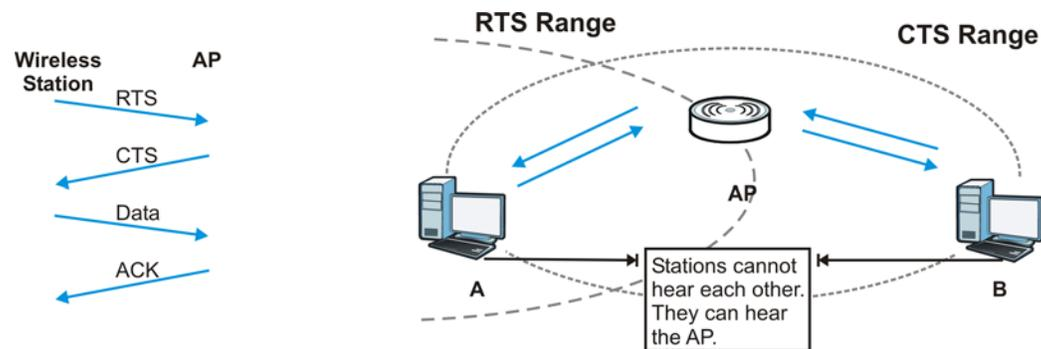 Wireless
Station
AP
RTS
CTS
Data
ACK
RTS Range
CTS Range
AP
A
B
Stations cannot
hear each other.
They can hear
the AP.